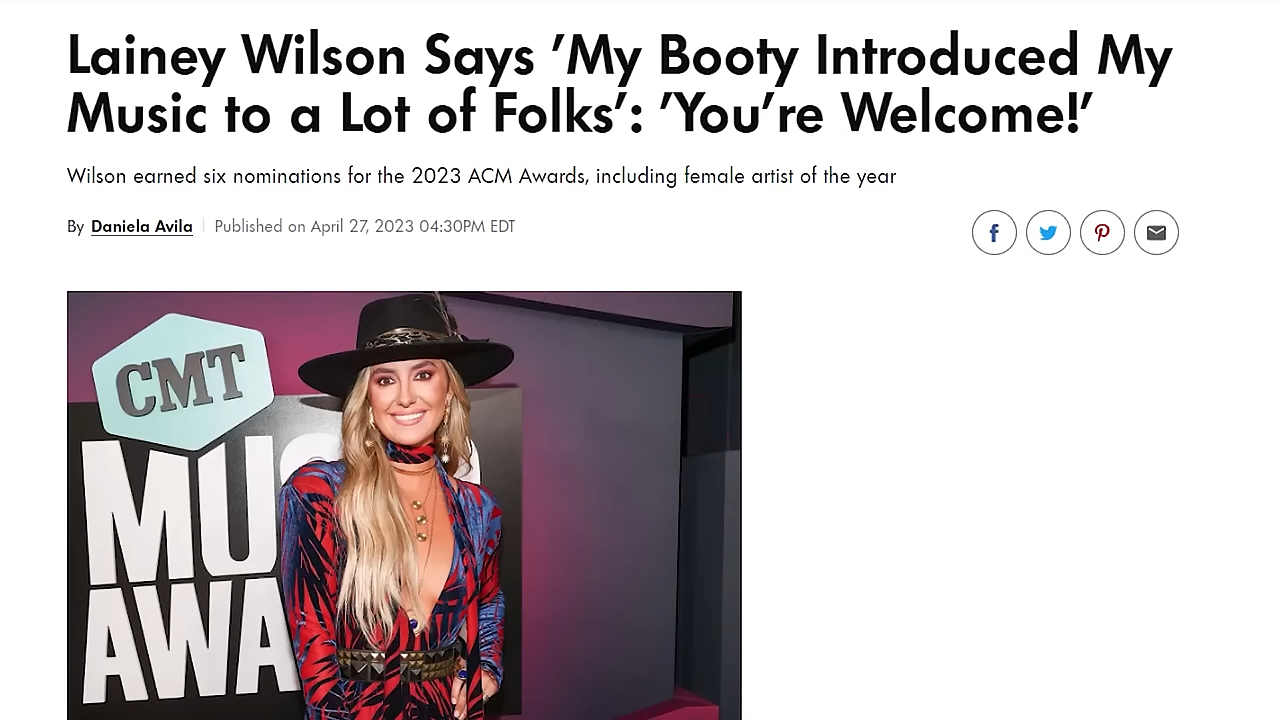 Lainey Wilson Says ’My Booty Introduced My
Music to a Lot of Folks’: ’You’re Welcome!’
Wilson earned six nominations for the 2023 ACM Awards, including female artist of the year
By Daniela Avila | Published on April 27, 2023 04:30PM EDT
CMT
MUS
AWA